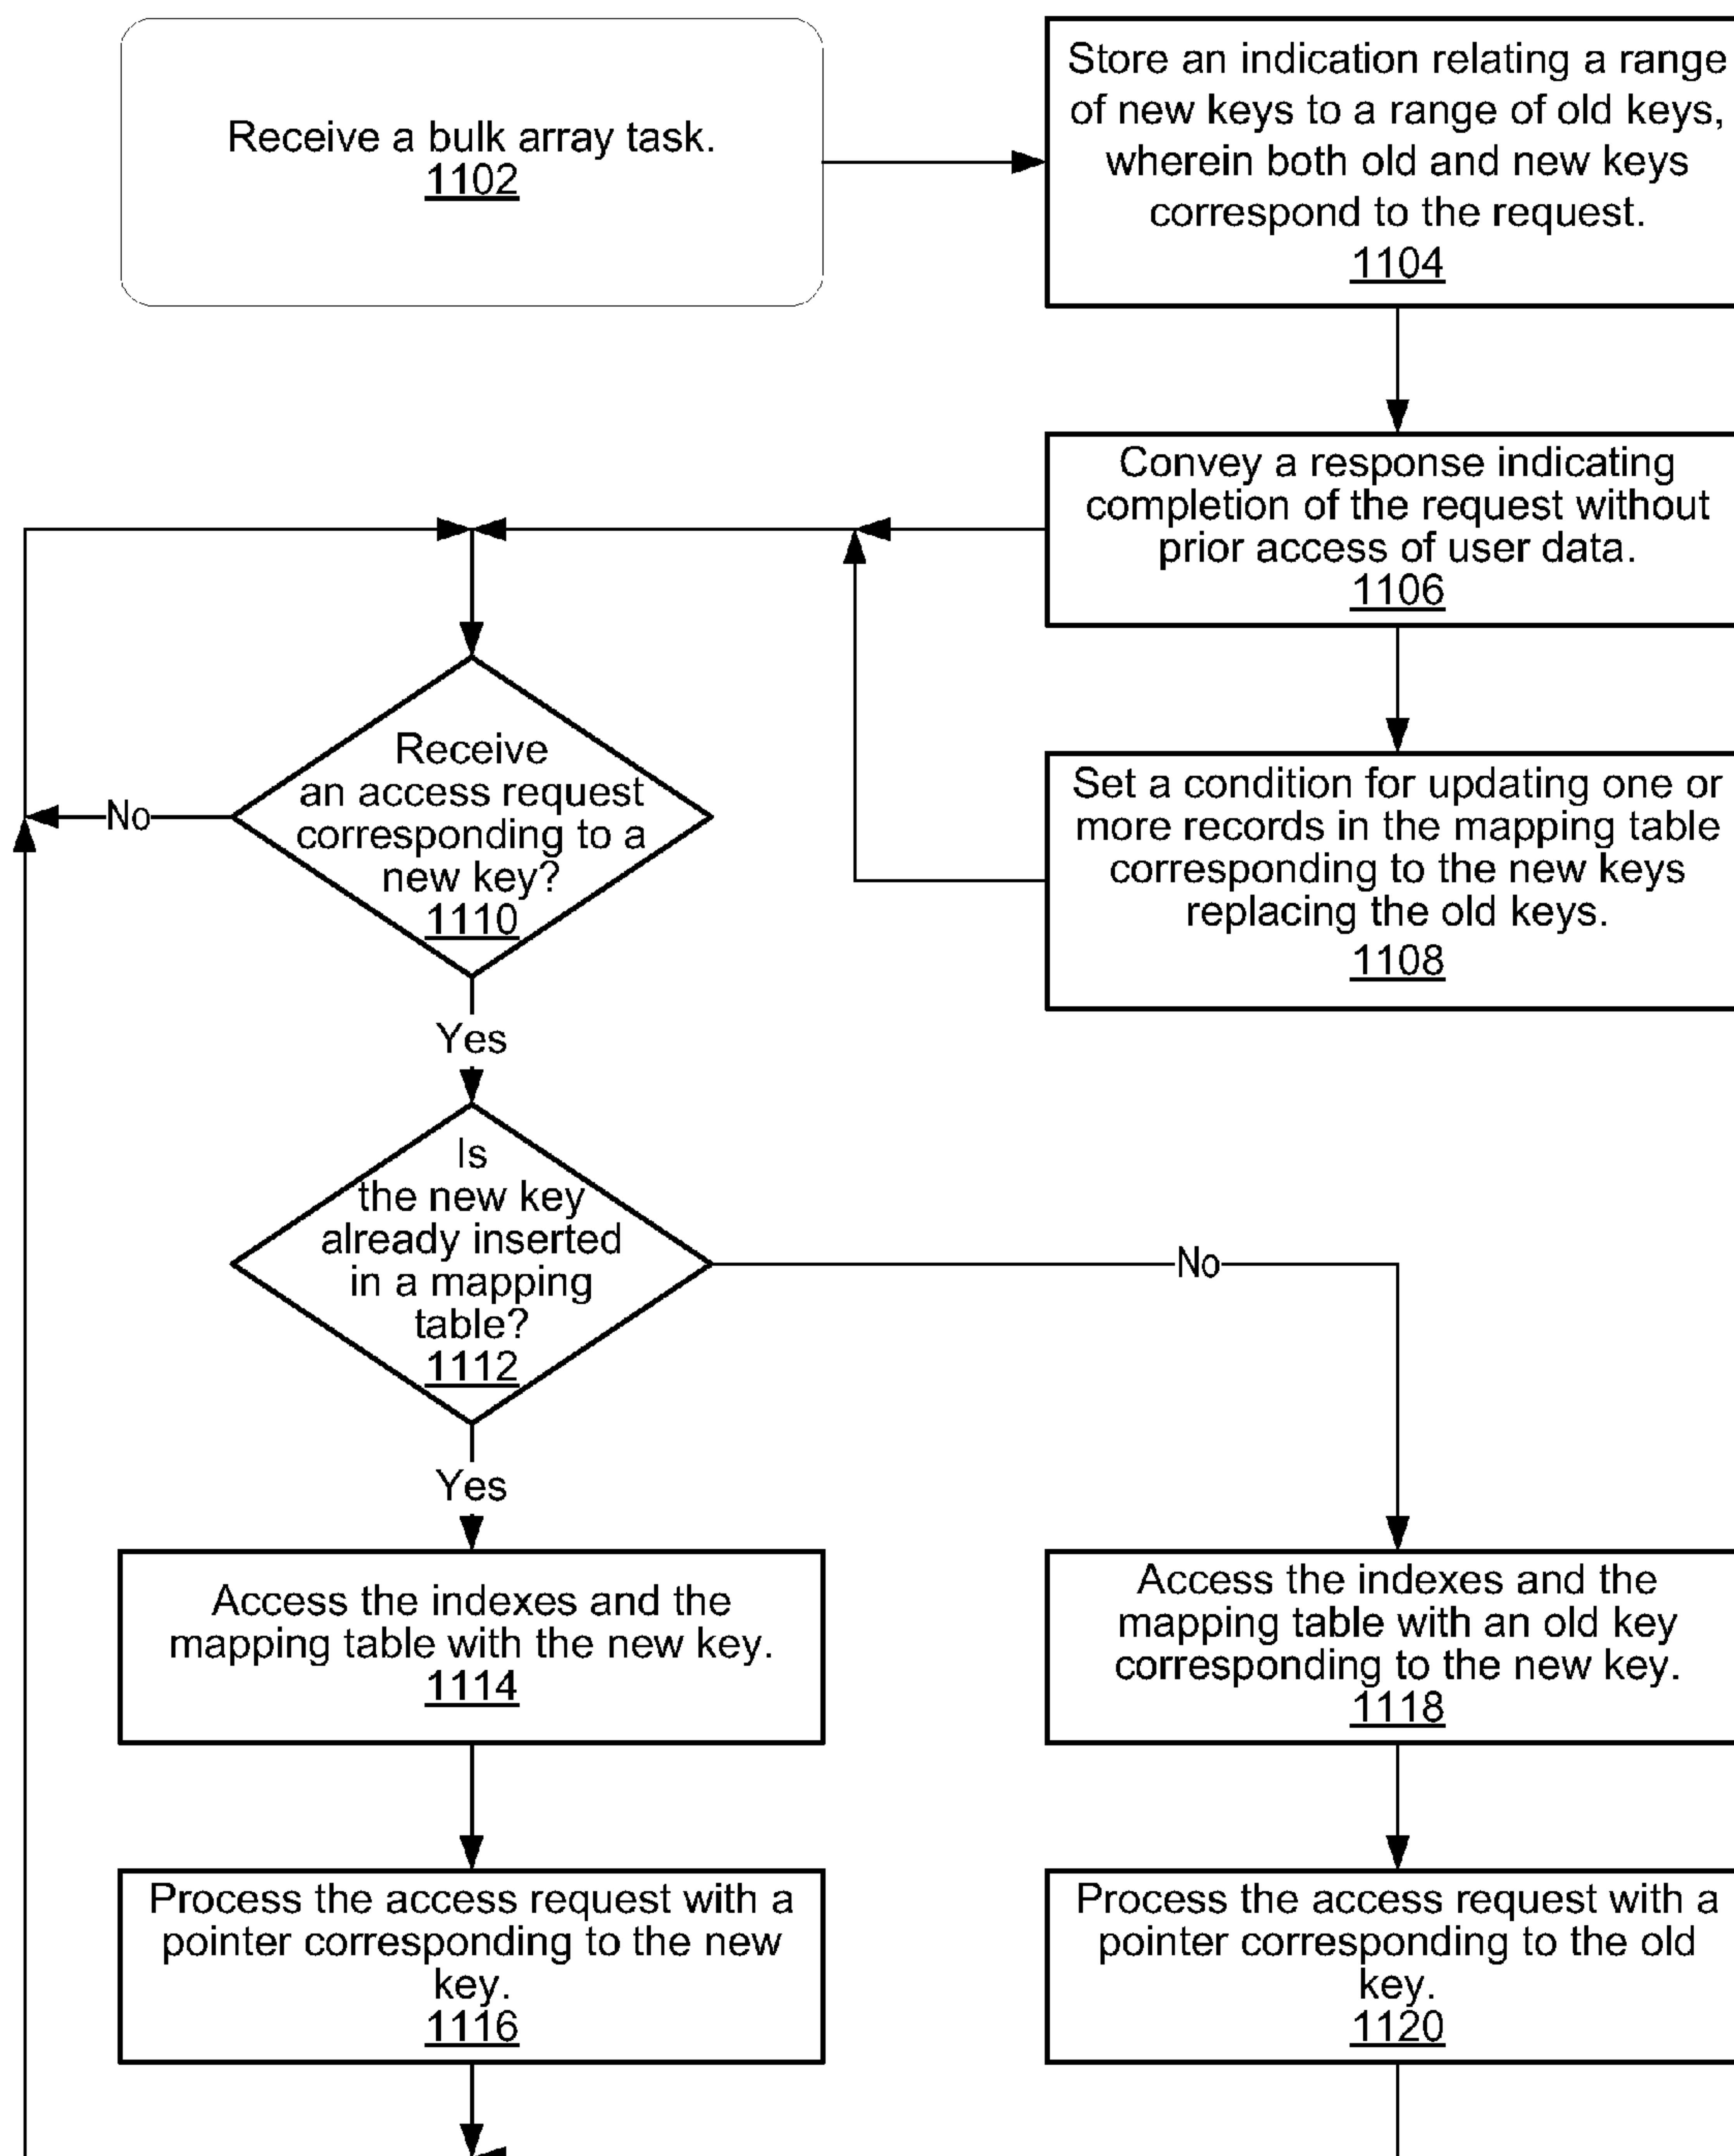 Receive a bulk array task.
1102
Store an indication relating a range
of new keys to a range of old keys,
wherein both old and new keys
correspond to the request.
1104
Convey a response indicating
completion of the request without
prior access of user data.
1106
Set a condition for updating one or
more records in the mapping table
corresponding to the new keys
replacing the old keys.
1108
Receive
an access request
corresponding to a
new key?
1110
No
Yes
Is
the new key
already inserted
in a mapping
table?
1112
No
Yes
Access the indexes and the
mapping table with the new key.
1114
Access the indexes and the
mapping table with an old key
corresponding to the new key.
1118
Process the access request with a
pointer corresponding to the new
key.
1116
Process the access request with a
pointer corresponding to the old
key.
1120